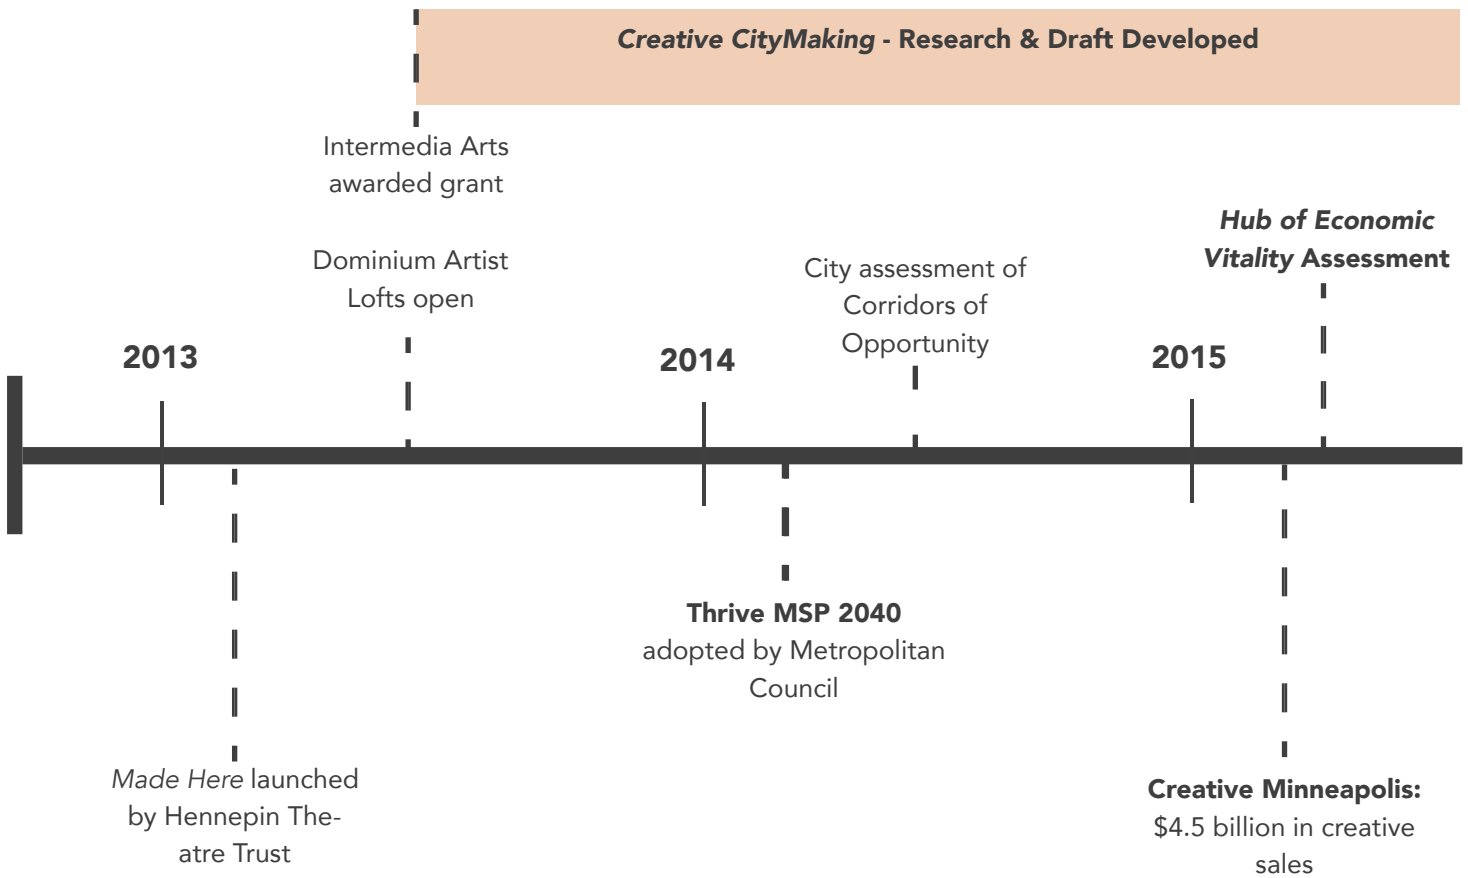 Creative CityMaking - Research & Draft Developed
Intermedia Arts
awarded grant
Hub of Economic
Vitality Assessment
Dominium Artist
Lofts open
City assessment of
Corridors of
Opportunity
2013
2014
2015
Thrive MSP 2040
adopted by Metropolitan
Council
Made Here launched
by Hennepin The-
atre Trust
Creative Minneapolis:
$4.5 billion in creative
sales